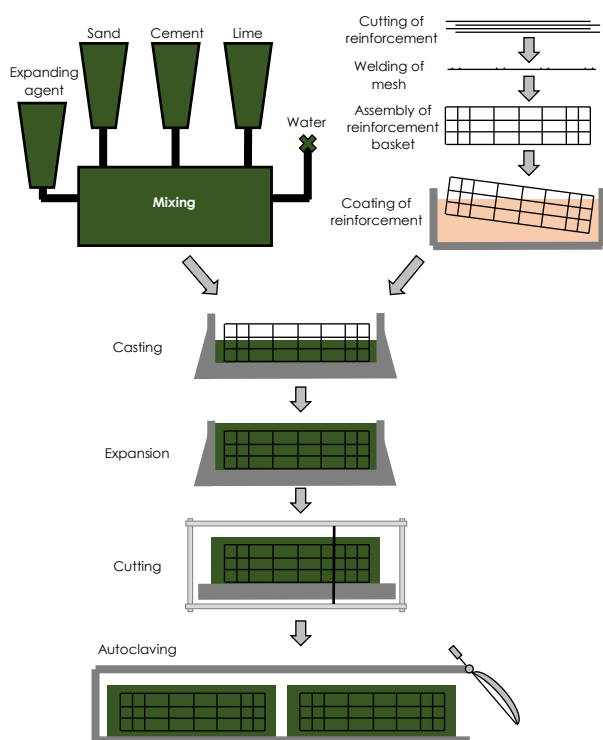 Sand
Cement
Lime
Expanding
agent
Water
Mixing
Cutting of
reinforcement
Welding of
mesh
Assembly of
reinforcement
basket
Coating of
reinforcement
Casting
Expansion
Cutting
Autoclaving